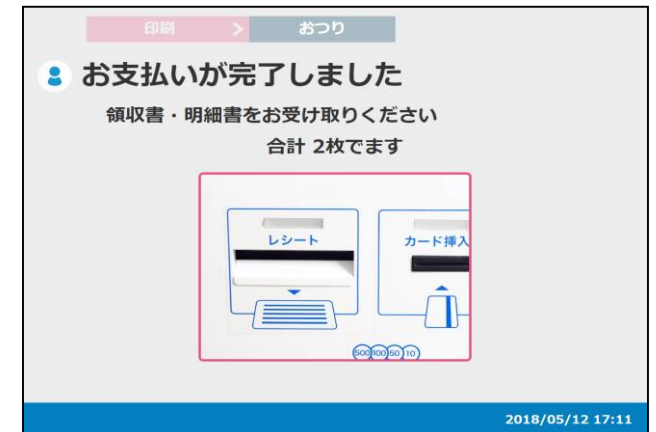 印刷 > おつり
お支払いが完了しました
領収書・明細書をお受け取りください
合計 2枚でます
レシート
カード挿入
500 100 50 10
2018/05/12 17:11